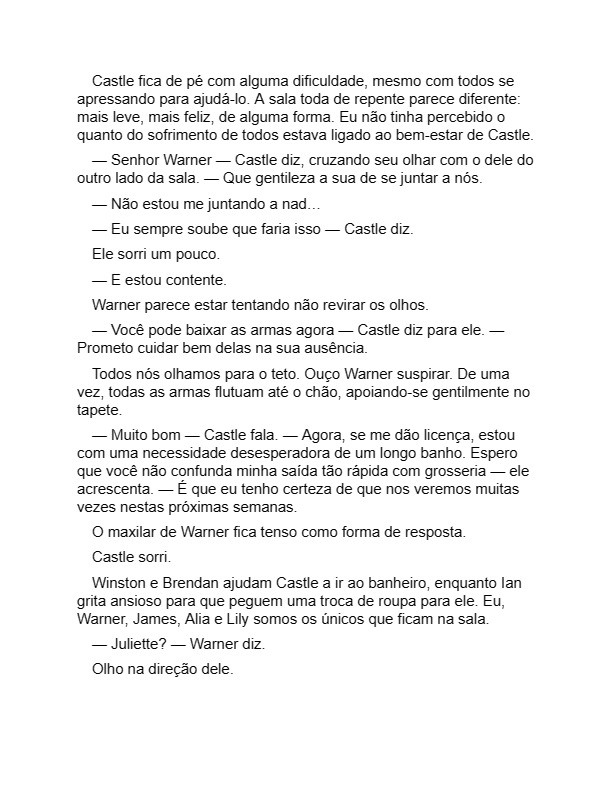 Castle fica de pé com alguma dificuldade, mesmo com todos se
apressando para ajudá-lo. A sala toda de repente parece diferente:
mais leve, mais feliz, de alguma forma. Eu não tinha percebido o
quanto do sofrimento de todos estava ligado ao bem-estar de Castle.
— Senhor Warner — Castle diz, cruzando seu olhar com o dele do
outro lado da sala. — Que gentileza a sua de se juntar a nós.
— Não estou me juntando a nad…
— Eu sempre soube que faria isso — Castle diz.
Ele sorri um pouco.
— E estou contente.
Warner parece estar tentando não revirar os olhos.
— Você pode baixar as armas agora — Castle diz para ele. —
Prometo cuidar bem delas na sua ausência.
Todos nós olhamos para o teto. Ouço Warner suspirar. De uma
vez, todas as armas flutuam até o chão, apoiando-se gentilmente no
tapete.
— Muito bom — Castle fala. — Agora, se me dão licença, estou
com uma necessidade desesperadora de um longo banho. Espero
que você não confunda minha saída tão rápida com grosseria — ele
acrescenta. — É que eu tenho certeza de que nos veremos muitas
vezes nestas próximas semanas.
O maxilar de Warner fica tenso como forma de resposta.
Castle sorri.
Winston e Brendan ajudam Castle a ir ao banheiro, enquanto Ian
grita ansioso para que peguem uma troca de roupa para ele. Eu,
Warner, James, Alia e Lily somos os únicos que ficam na sala.
— Juliette? — Warner diz.
Olho na direção dele.